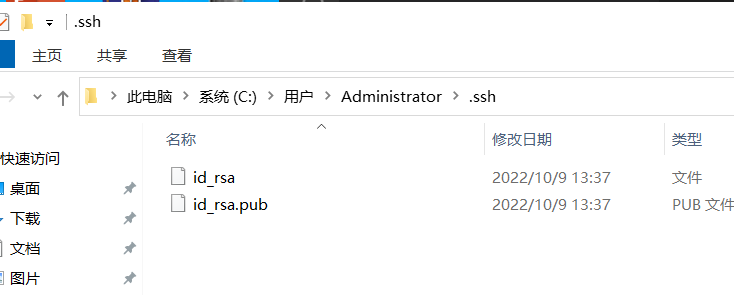 .ssh
主页 共享 查看
此电脑 系统 (C:) 用户 Administrator .ssh
名称 修改日期 类型
快速访问
id_rsa 2022/10/9 13:37 文件
桌面
id_rsa.pub 2022/10/9 13:37 PUB 文件
下载
文档
图片